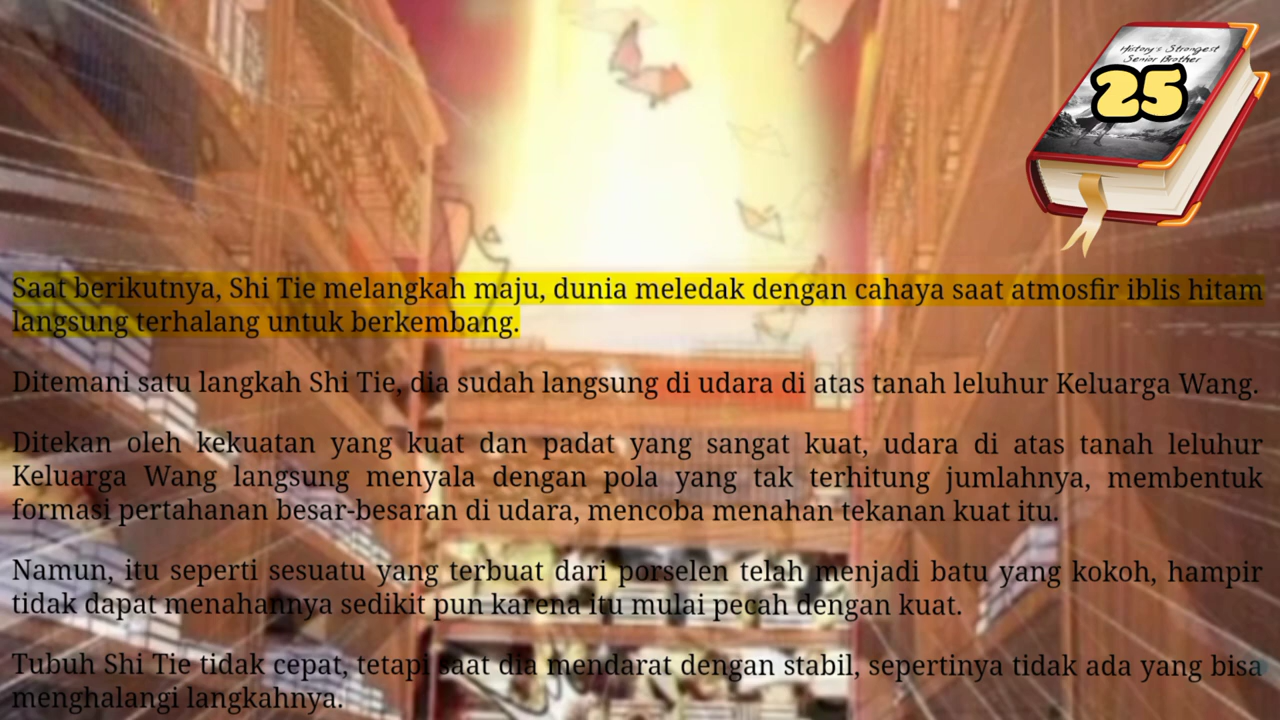 History's Strongest
Senior Brother
25
Saat berikutnya, Shi Tie melangkah maju, dunia meledak dengan cahaya saat atmosfir iblis hitam
langsung terhalang untuk berkembang.
Ditemani satu langkah Shi Tie, dia sudah langsung di udara di atas tanah leluhur Keluarga Wang.
Ditekan oleh kekuatan yang kuat dan padat yang sangat kuat, udara di atas tanah leluhur
Keluarga Wang langsung menyala dengan pola yang tak terhitung jumlahnya, membentuk
formasi pertahanan besar-besaran di udara, mencoba menahan tekanan kuat itu.
Namun, itu seperti sesuatu yang terbuat dari porselen telah menjadi batu yang kokoh, hampir
tidak dapat menahannya sedikit pun karena itu mulai pecah dengan kuat.
Tubuh Shi Tie tidak cepat, tetapi saat dia mendarat dengan stabil, sepertinya tidak ada yang bisa
menghalangi langkahnya.